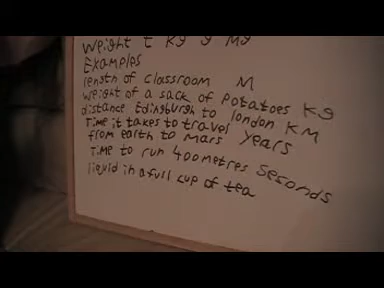 weight t Kg g Mg
Examples
length of classroom M
weight of a sack of potatoes Kg
distance Edingburgh to london KM
Time it takes to travel years
from earth to Mars
Time to run 400metres Seconds
liquid in a full cup of tea